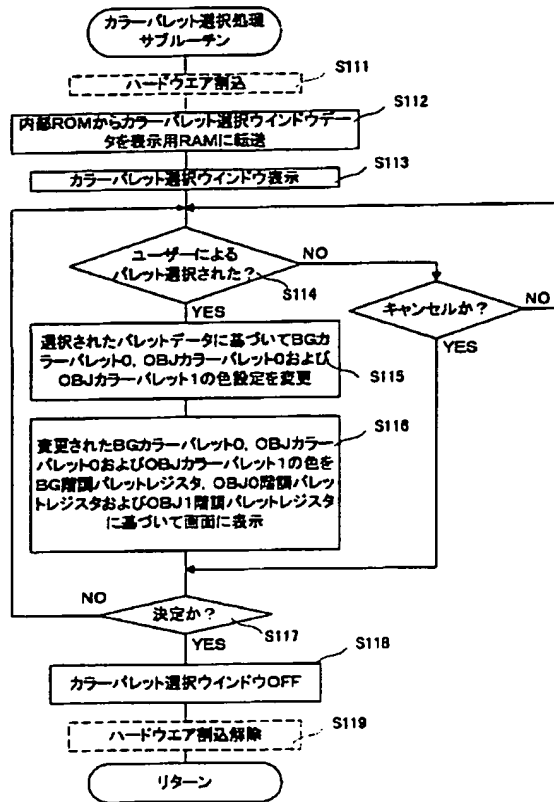 カラーパレット選択処理
サブルーチン
S111
ハードウエア割込
S112
内部ROMからカラーパレット選択ウインドウデー
タを表示用RAMに転送
S113
カラーパレット選択ウインドウ表示
ユーザーによる
パレット選択された？
NO
S114
YES
キャンセルか？
NO
YES
選択されたパレットデータに基づいてBGカ
ラーパレット0，OBJカラーパレット0および
OBJカラーパレット1の色設定を変更
S115
S116
変更されたBGカラーパレット0，OBJカラー
パレット0およびOBJカラーパレット1の色を
BG階調パレットレジスタ，OBJ0階調パレッ
トレジスタおよびOBJ1階調パレットレジスタ
に基づいて画面に表示
NO
決定か？
S117
YES
S118
カラーパレット選択ウインドウOFF
S119
ハードウエア割込解除
リターン